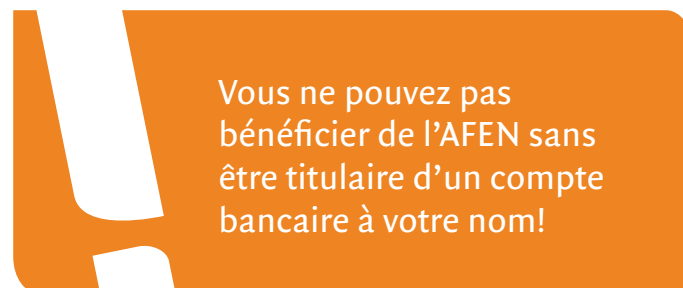 Vous ne pouvez pas
bénéficier de l’AFEN sans
être titulaire d’un compte
bancaire à votre nom!